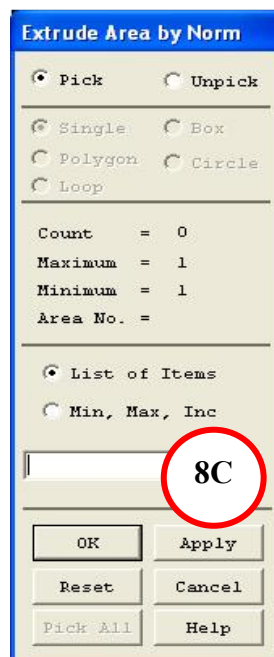 Extrude Area by Norm
Pick Unpick
Single Box
Polygon Circle
Loop
Count = 0
Maximum = 1
Minimum = 1
Area No. =
List of Items
Min, Max, Inc
8C
OK Apply
Reset Cancel
Pick All Help